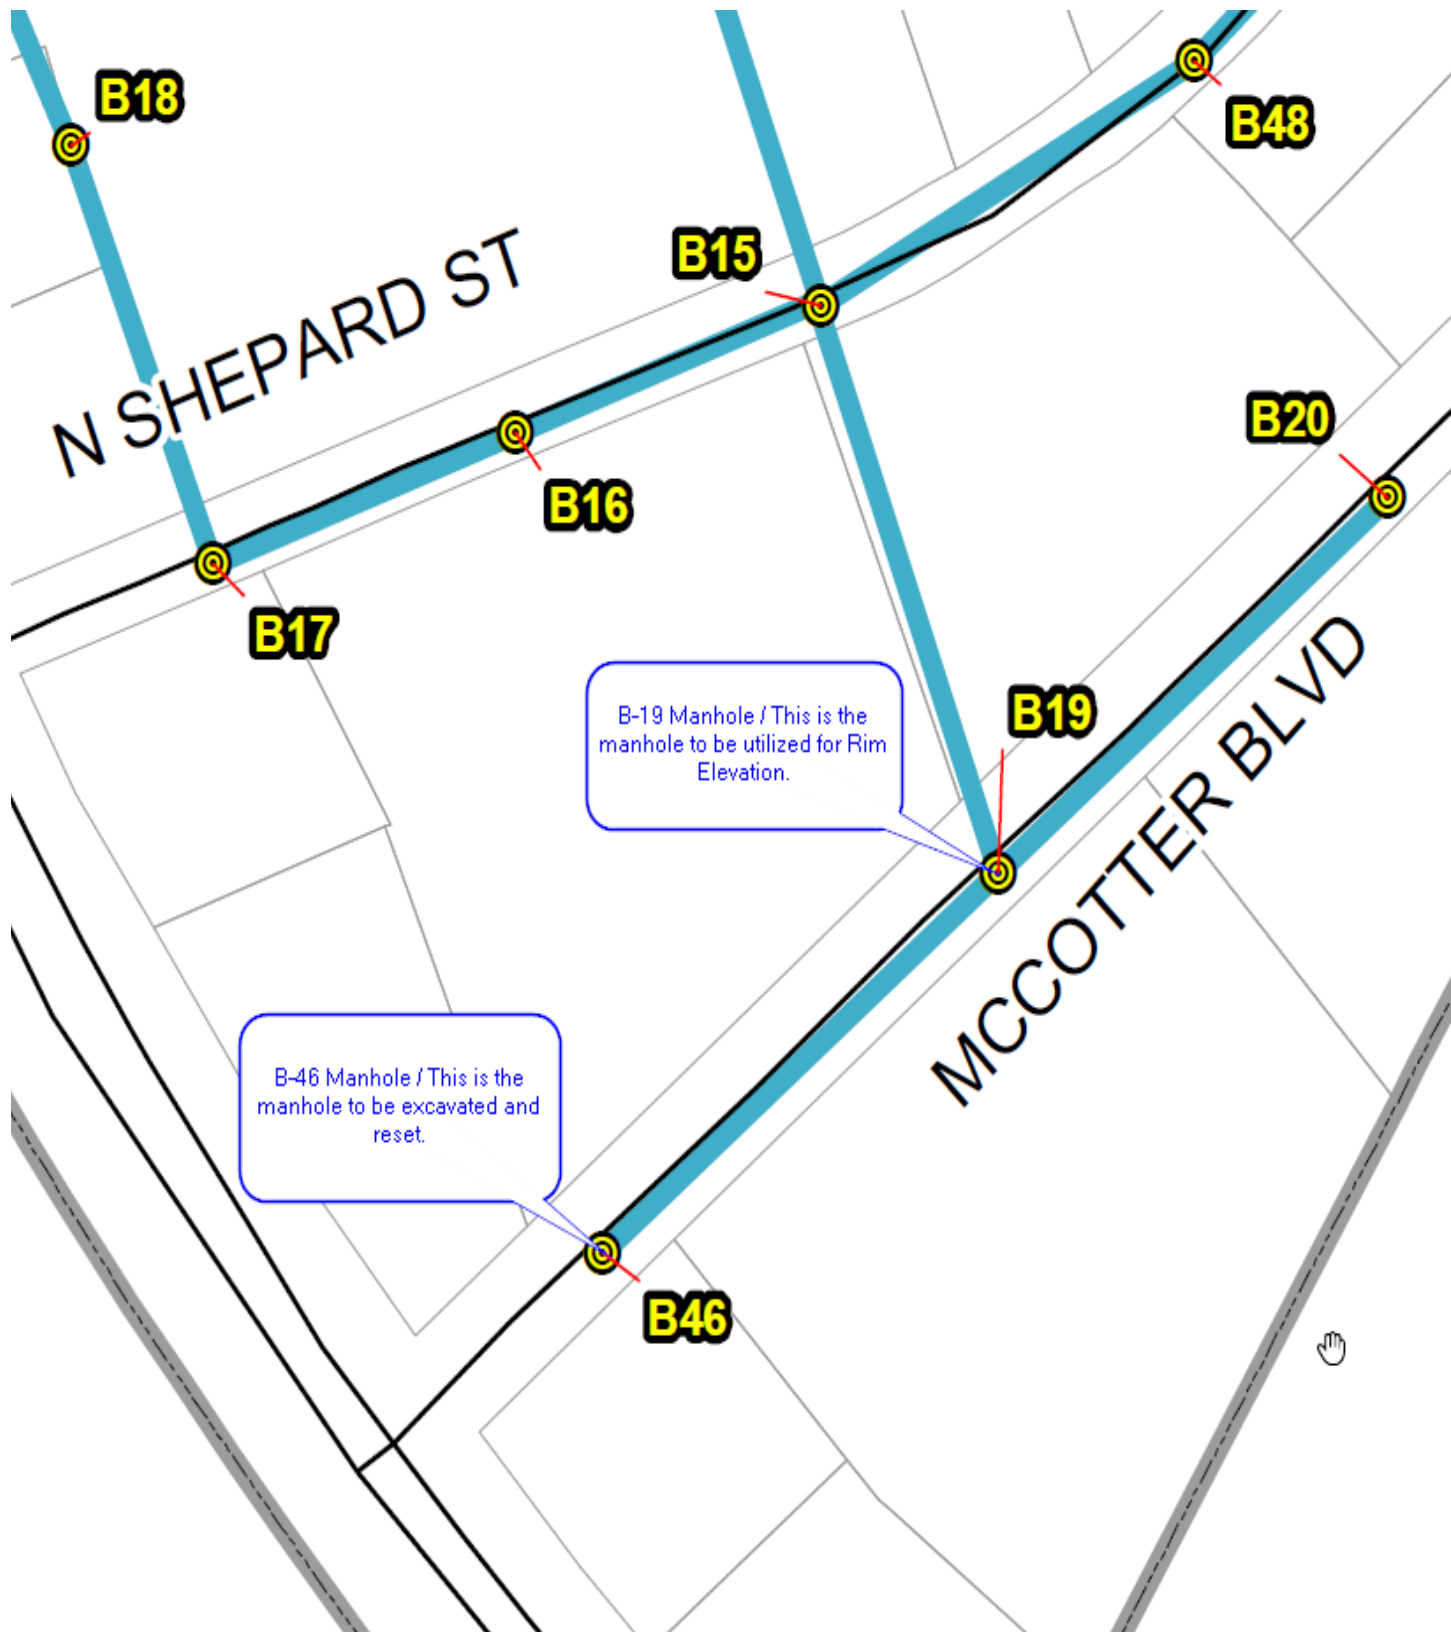 B18
B48
N SHEPARD ST
B15
B20
B16
B17
B-19 Manhole / This is the
manhole to be utilized for Rim
Elevation.
B19
MCCOTTER BLVD
B-46 Manhole / This is the
manhole to be excavated and
reset.
B46